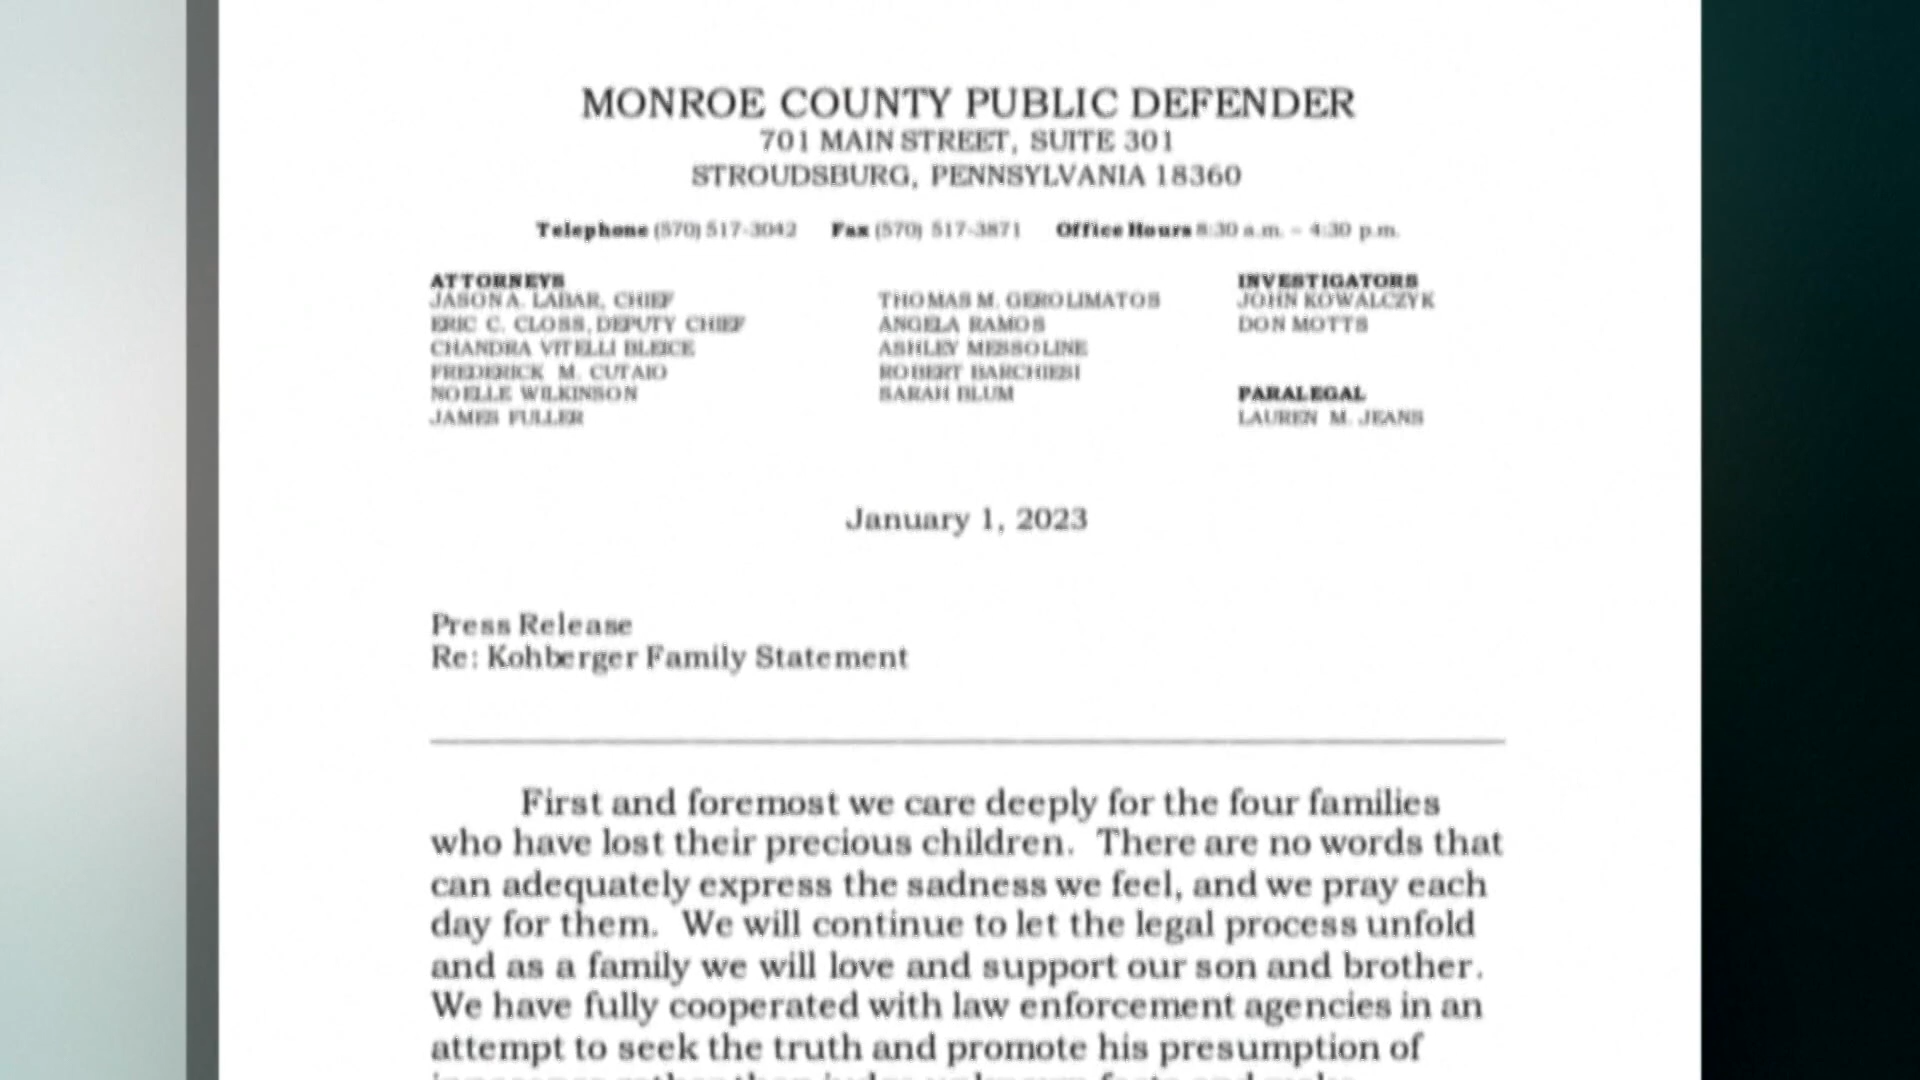 MONROE COUNTY PUBLIC DEFENDER
701 MAIN STREET, SUITE 301
STROUDSBURG, PENNSYLVANIA 18360
Telephone (570) 517-3042 Fax (570) 517-3871 Office Hours 8:30 a.m. - 4:30 p.m.
ATTORNEYS
JASON A. LABAR, CHIEF
ERIC C. CLOSS, DEPUTY CHIEF
CHANDRA VITELLI BLEICE
FREDERICK M. CUTAIO
NOELLE WILKINSON
JAMES FULLER
THOMAS M. GEROLIMATOS
ANGELA RAMOS
ASHLEY MESSOLINE
ROBERT BARCHIESI
SARAH BLUM
INVESTIGATORS
JOHN KOWALCZYK
DON MOTTS
PARALEGAL
LAUREN M. JEANS
January 1, 2023
Press Release
Re: Kohberger Family Statement
First and foremost we care deeply for the four families
who have lost their precious children. There are no words that
can adequately express the sadness we feel, and we pray each
day for them. We will continue to let the legal process unfold
and as a family we will love and support our son and brother.
We have fully cooperated with law enforcement agencies in an
attempt to seek the truth and promote his presumption of